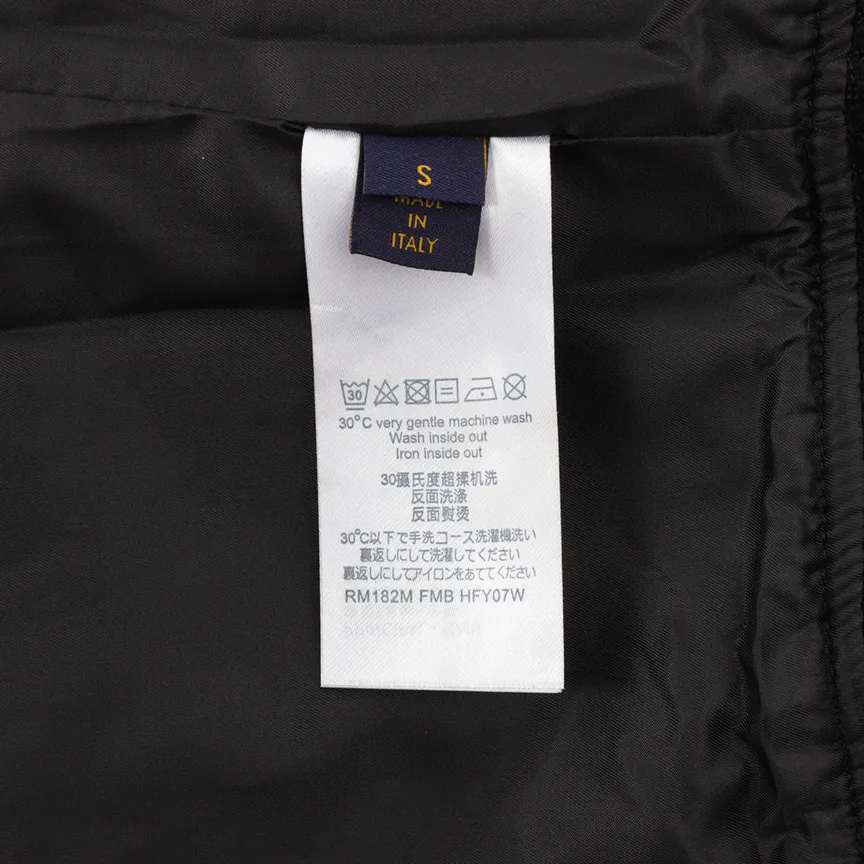 S
MADE
IN
ITALY
30
30°C very gentle machine wash
Wash inside out
Iron inside out
30摄氏度超揉机洗
反面洗涤
反面熨烫
30℃以下で手洗コース洗濯機洗い
裏返しにして洗濯してください
裏返しにしてアイロンをあててください
RM182M FMB HFY07W